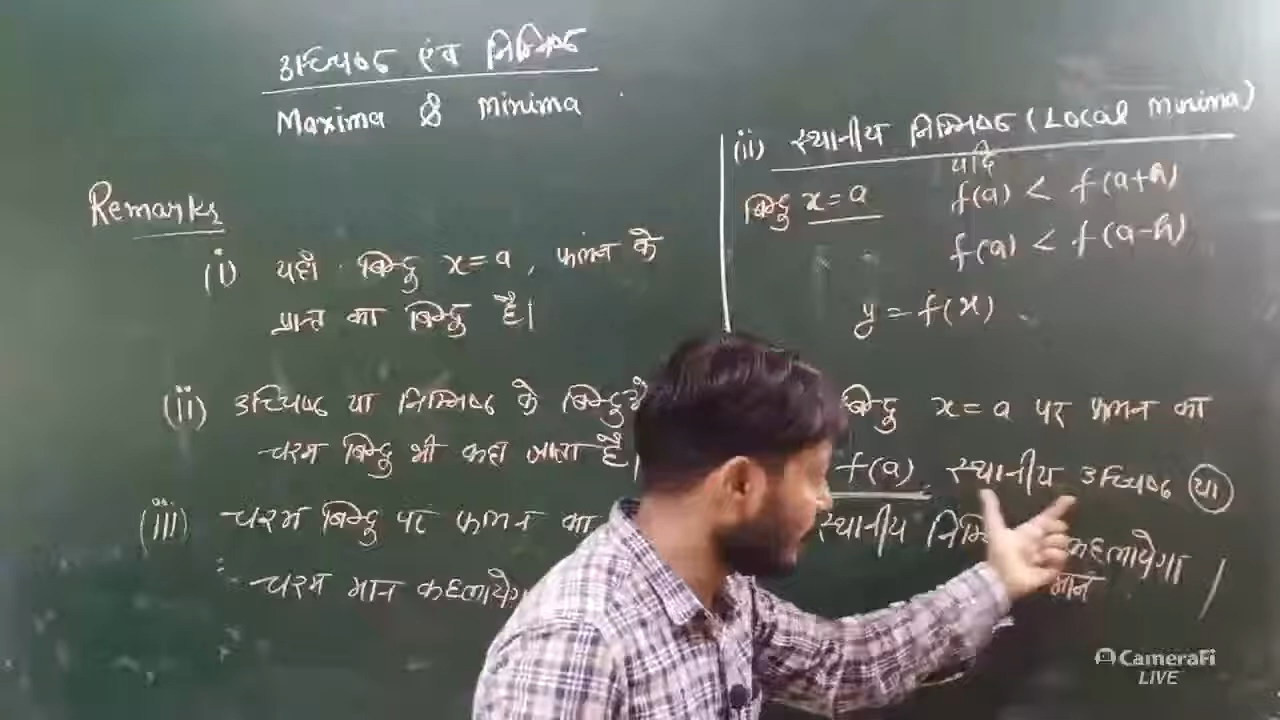 उच्चिष्ठ एवं निम्निष्ठ
Maxima & Minima
Remarks
(i) यहाँ बिन्दु x = a, फलन के
प्रान्त का बिन्दु है।
(ii) उच्चिष्ठ या निम्निष्ठ के बिन्दु
चरम बिन्दु भी कहा जाता है।
(iii) चरम बिन्दु पर फलन का
चरम मान कहलायेगा
(ii) स्थानीय निम्निष्ठ (Local Minima)
यदि
बिन्दु x = a f(a) < f(a+h)
f(a) < f(a-h)
y = f(x)
बिन्दु x = a पर फलन का
f(a) स्थानीय उच्चिष्ठ या
स्थानीय कहलायेगा
मान
CameraFi
LIVE